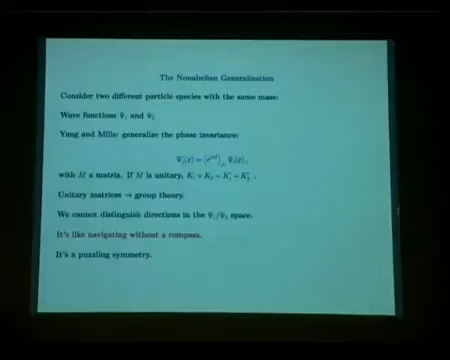 The Nonabelian Generalization
Consider two different particle species with the same mass:
Wave functions Ψ₁ and Ψ₂
Yang and Mills: generalize the phase invariance:
Ψ'ᵢ(x) = (e^{iM})ᵢⱼ Ψⱼ(x),
with M a matrix. If M is unitary, K₁ + K₂ = K'₁ + K'₂ .
Unitary matrices → group theory.
We cannot distinguish directions in the Ψ₁/Ψ₂ space.
It's like navigating without a compass.
It's a puzzling symmetry.